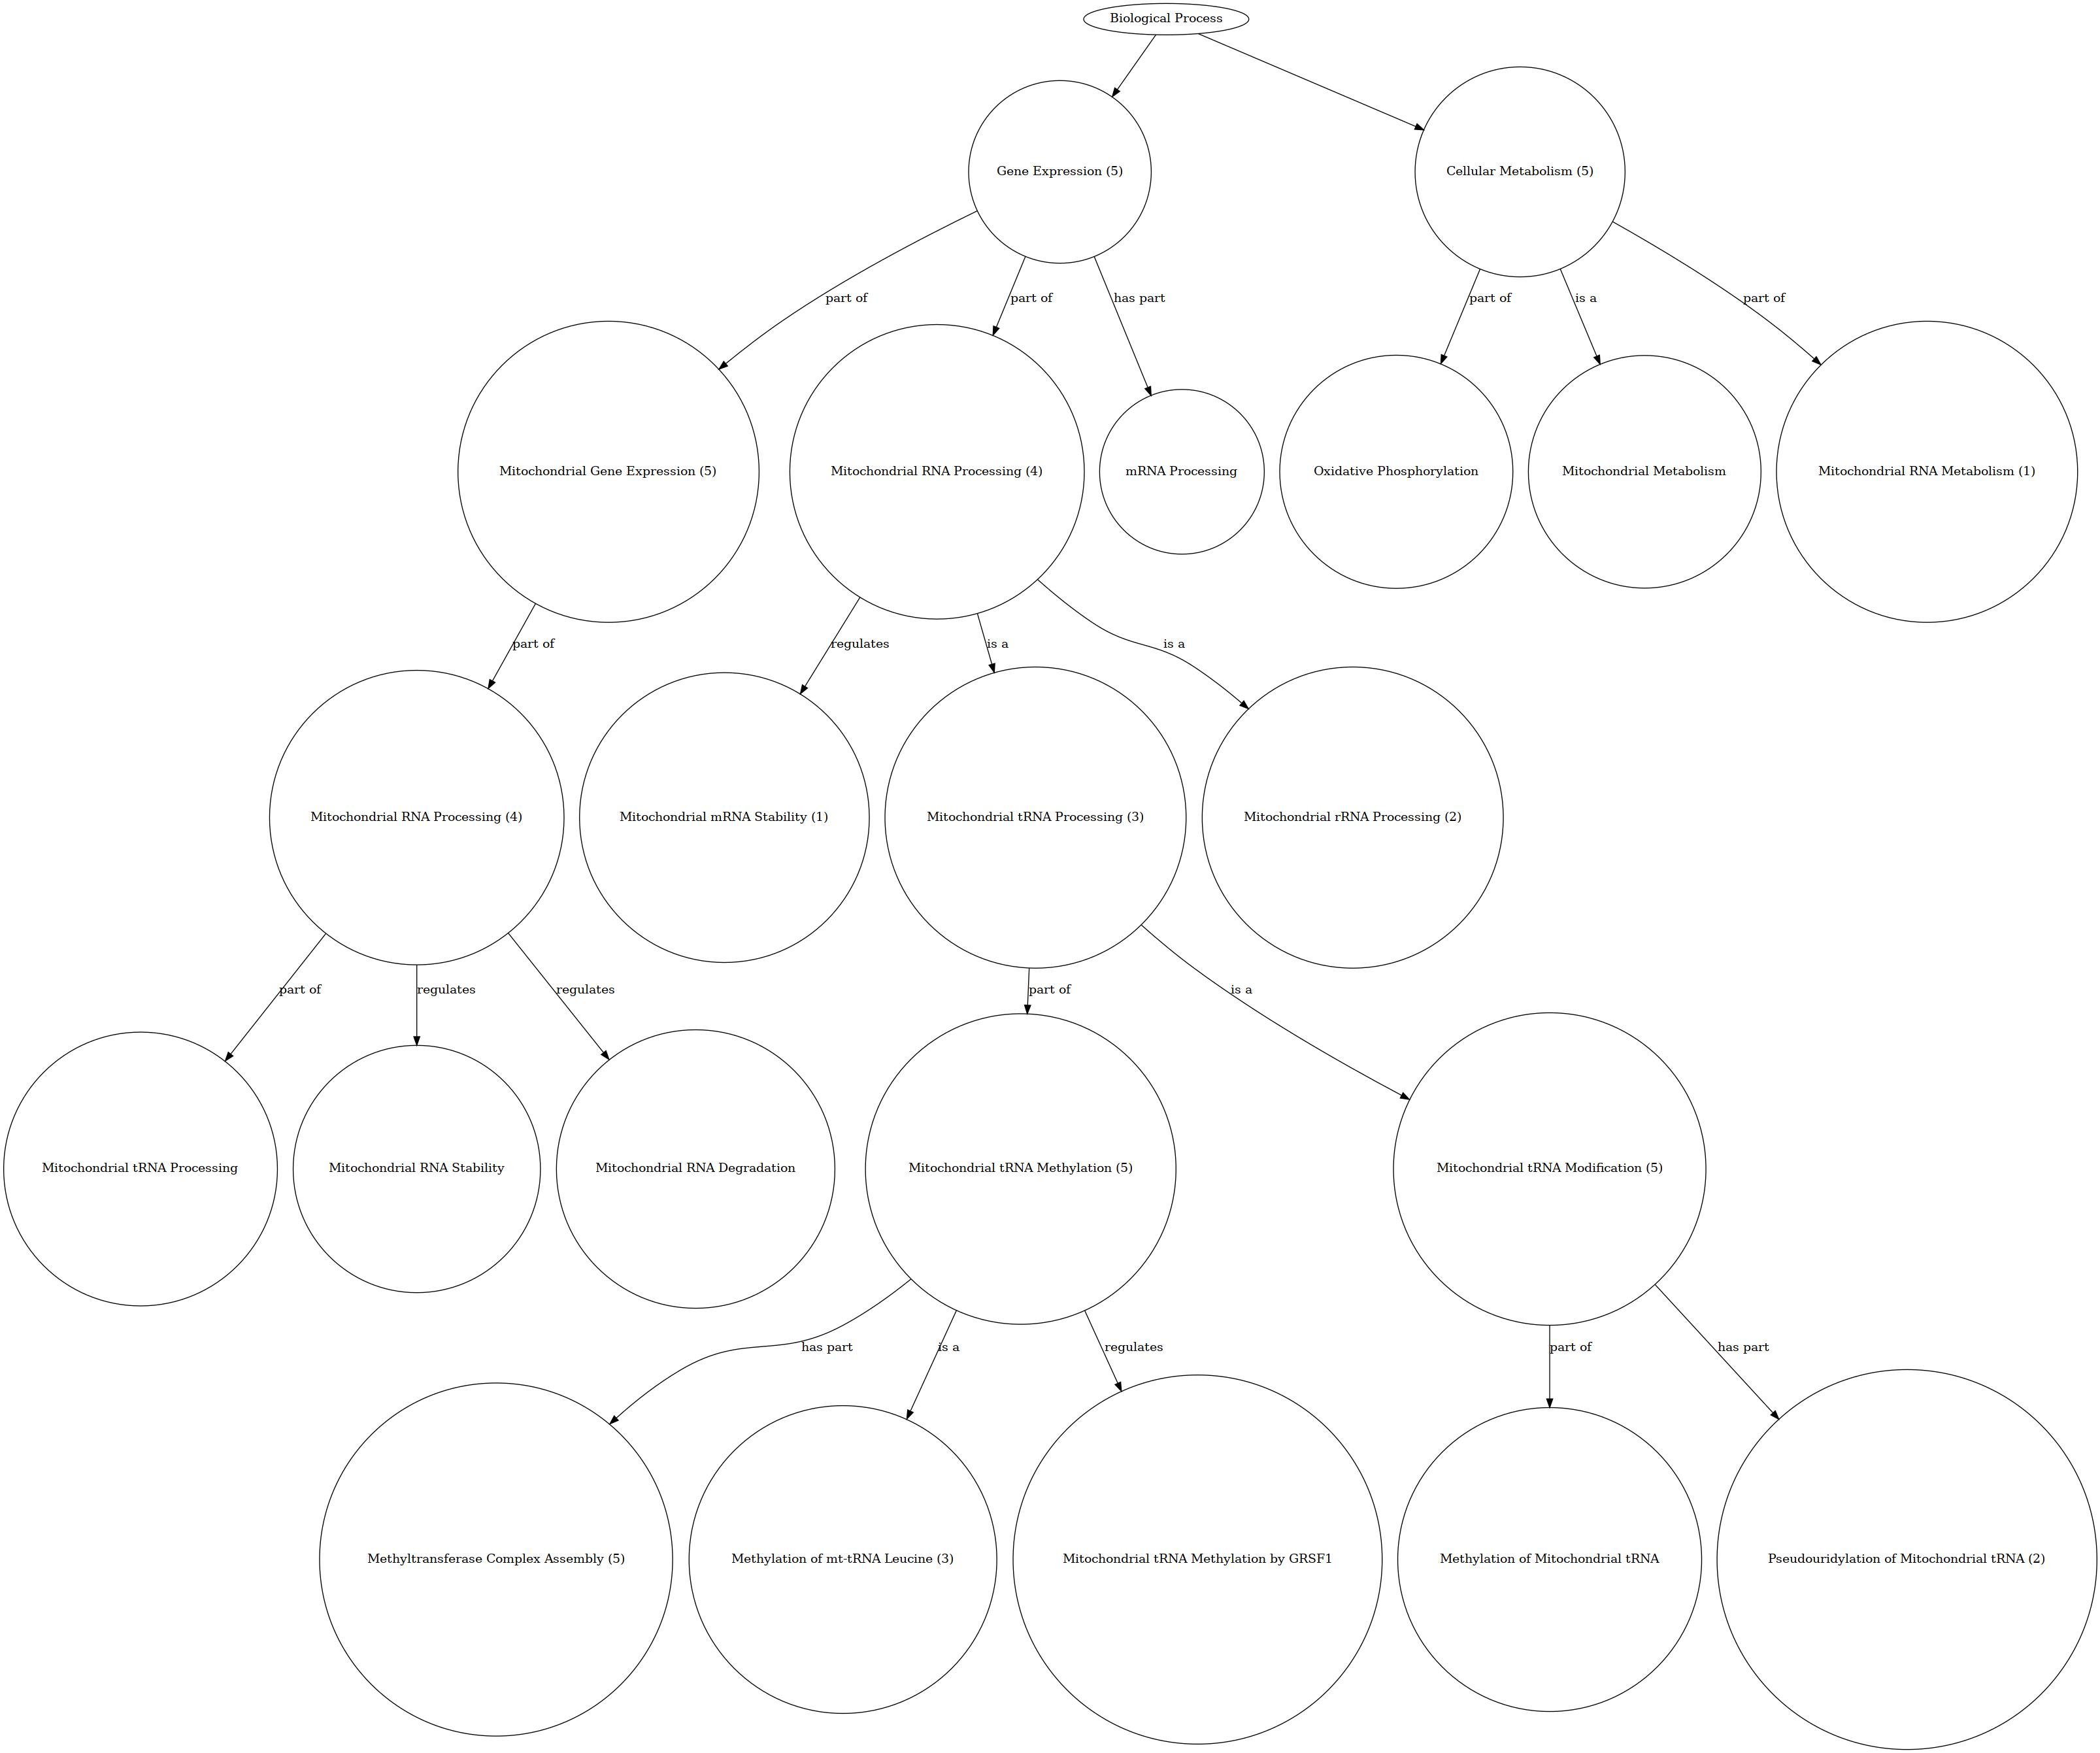 Biological Process
Gene Expression (5)
Cellular Metabolism (5)
part of
part of
has part
part of
is a
part of
Mitochondrial Gene Expression (5)
Mitochondrial RNA Processing (4)
mRNA Processing
Oxidative Phosphorylation
Mitochondrial Metabolism
Mitochondrial RNA Metabolism (1)
part of
regulates
is a
is a
Mitochondrial RNA Processing (4)
Mitochondrial mRNA Stability (1)
Mitochondrial tRNA Processing (3)
Mitochondrial rRNA Processing (2)
part of
regulates
regulates
part of
is a
Mitochondrial tRNA Processing
Mitochondrial RNA Stability
Mitochondrial RNA Degradation
Mitochondrial tRNA Methylation (5)
Mitochondrial tRNA Modification (5)
has part
is a
regulates
part of
has part
Methyltransferase Complex Assembly (5)
Methylation of mt-tRNA Leucine (3)
Mitochondrial tRNA Methylation by GRSF1
Methylation of Mitochondrial tRNA
Pseudouridylation of Mitochondrial tRNA (2)